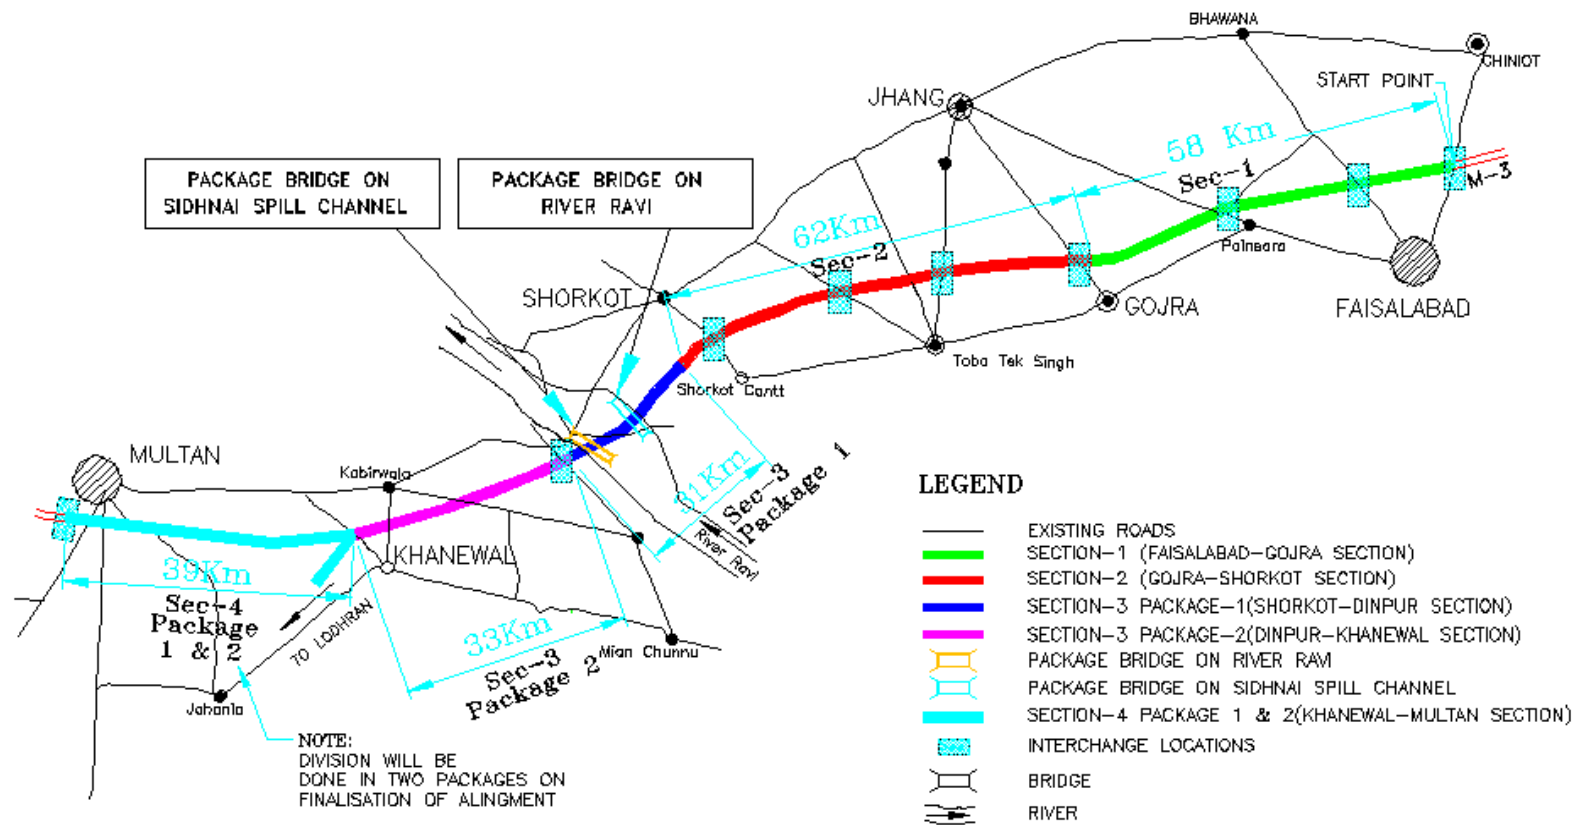 BHAWANA
CHINIOT
START POINT
JHANG
58 Km
Sec-1
M-3
PACKAGE BRIDGE ON
SIDHNAI SPILL CHANNEL
PACKAGE BRIDGE ON
RIVER RAVI
62Km
Sec-2
Painsara
SHORKOT
GOJRA
FAISALABAD
Toba Tek Singh
Shorkot Cantt
MULTAN
Kabirwala
31Km
Sec-3
Package 1
River Ravi
KHANEWAL
39Km
Sec-4
Package
1 & 2
TO LODHRAN
33Km
Sec-3
Package 2
Mian Chunnu
Jahania
NOTE:
DIVISION WILL BE
DONE IN TWO PACKAGES ON
FINALISATION OF ALINGMENT
LEGEND
EXISTING ROADS
SECTION-1 (FAISALABAD-GOJRA SECTION)
SECTION-2 (GOJRA-SHORKOT SECTION)
SECTION-3 PACKAGE-1(SHORKOT-DINPUR SECTION)
SECTION-3 PACKAGE-2(DINPUR-KHANEWAL SECTION)
PACKAGE BRIDGE ON RIVER RAVI
PACKAGE BRIDGE ON SIDHNAI SPILL CHANNEL
SECTION-4 PACKAGE 1 & 2(KHANEWAL-MULTAN SECTION)
INTERCHANGE LOCATIONS
BRIDGE
RIVER